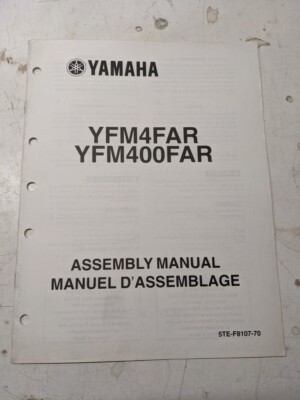 YAMAHA
YFM4FAR
YFM400FAR
ASSEMBLY MANUAL
MANUEL D'ASSEMBLAGE
5TE-F8107-70